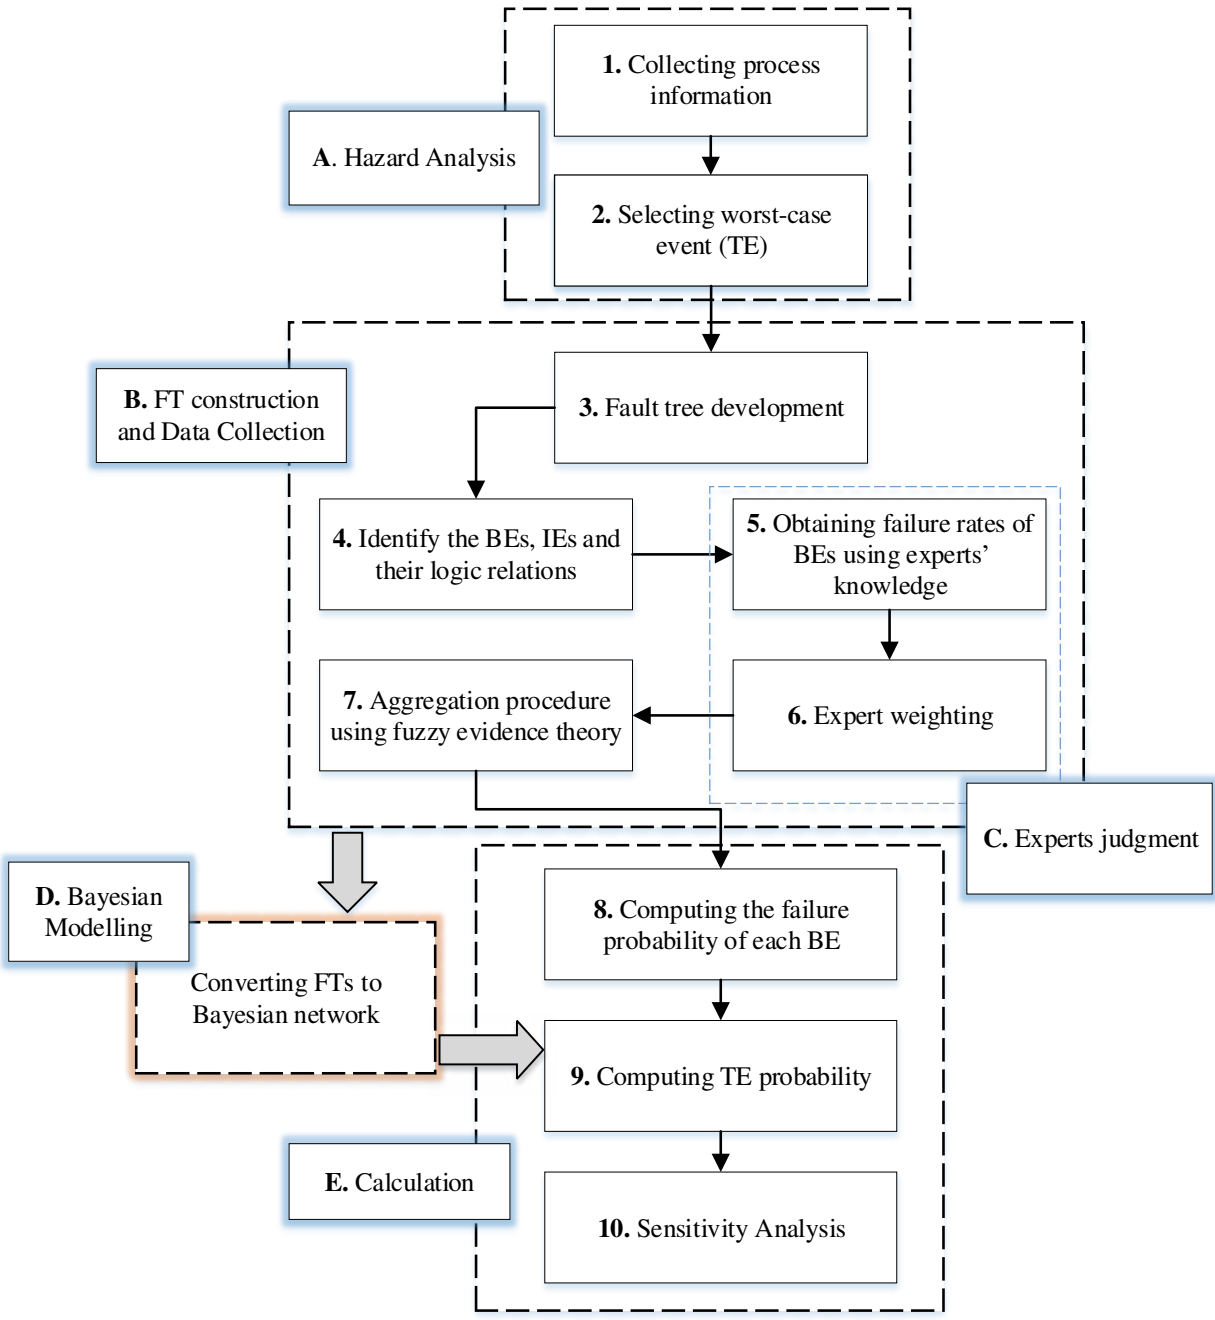 1. Collecting process
information
A. Hazard Analysis
2. Selecting worst-case
event (TE)
B. FT construction
and Data Collection
3. Fault tree development
4. Identify the BEs, IEs and
their logic relations
5. Obtaining failure rates of
BEs using experts’
knowledge
7. Aggregation procedure
using fuzzy evidence theory
6. Expert weighting
C. Experts judgment
D. Bayesian
Modelling
Converting FTs to
Bayesian network
8. Computing the failure
probability of each BE
9. Computing TE probability
E. Calculation
10. Sensitivity Analysis